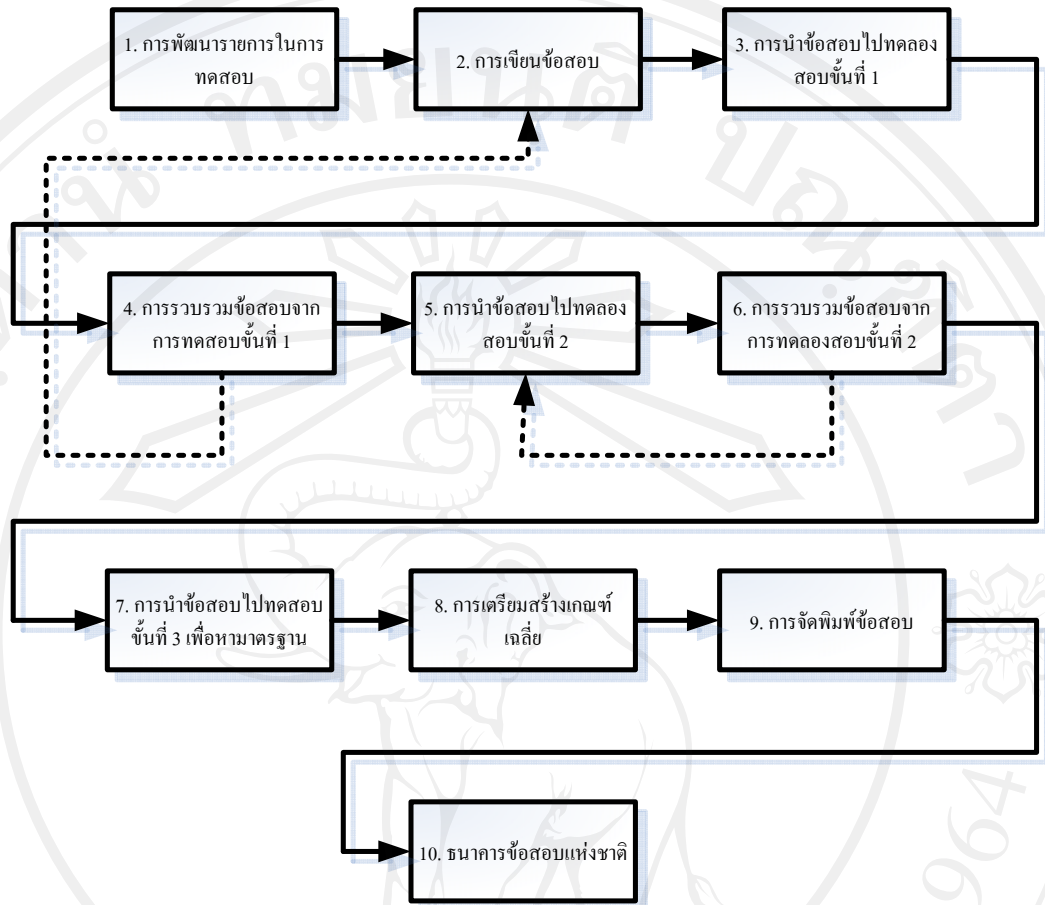 1. การพัฒนารายการในการ
ทดสอบ
2. การเขียนข้อสอบ
3. การนำข้อสอบไปทดลอง
สอบขั้นที่ 1
4. การรวบรวมข้อสอบจาก
การทดสอบขั้นที่ 1
5. การนำข้อสอบไปทดลอง
สอบขั้นที่ 2
6. การรวบรวมข้อสอบจาก
การทดลองสอบขั้นที่ 2
7. การนำข้อสอบไปทดสอบ
ขั้นที่ 3 เพื่อหามาตรฐาน
8. การเตรียมสร้างเกณฑ์
เฉลี่ย
9. การจัดพิมพ์ข้อสอบ
10. ธนาคารข้อสอบแห่งชาติ
964